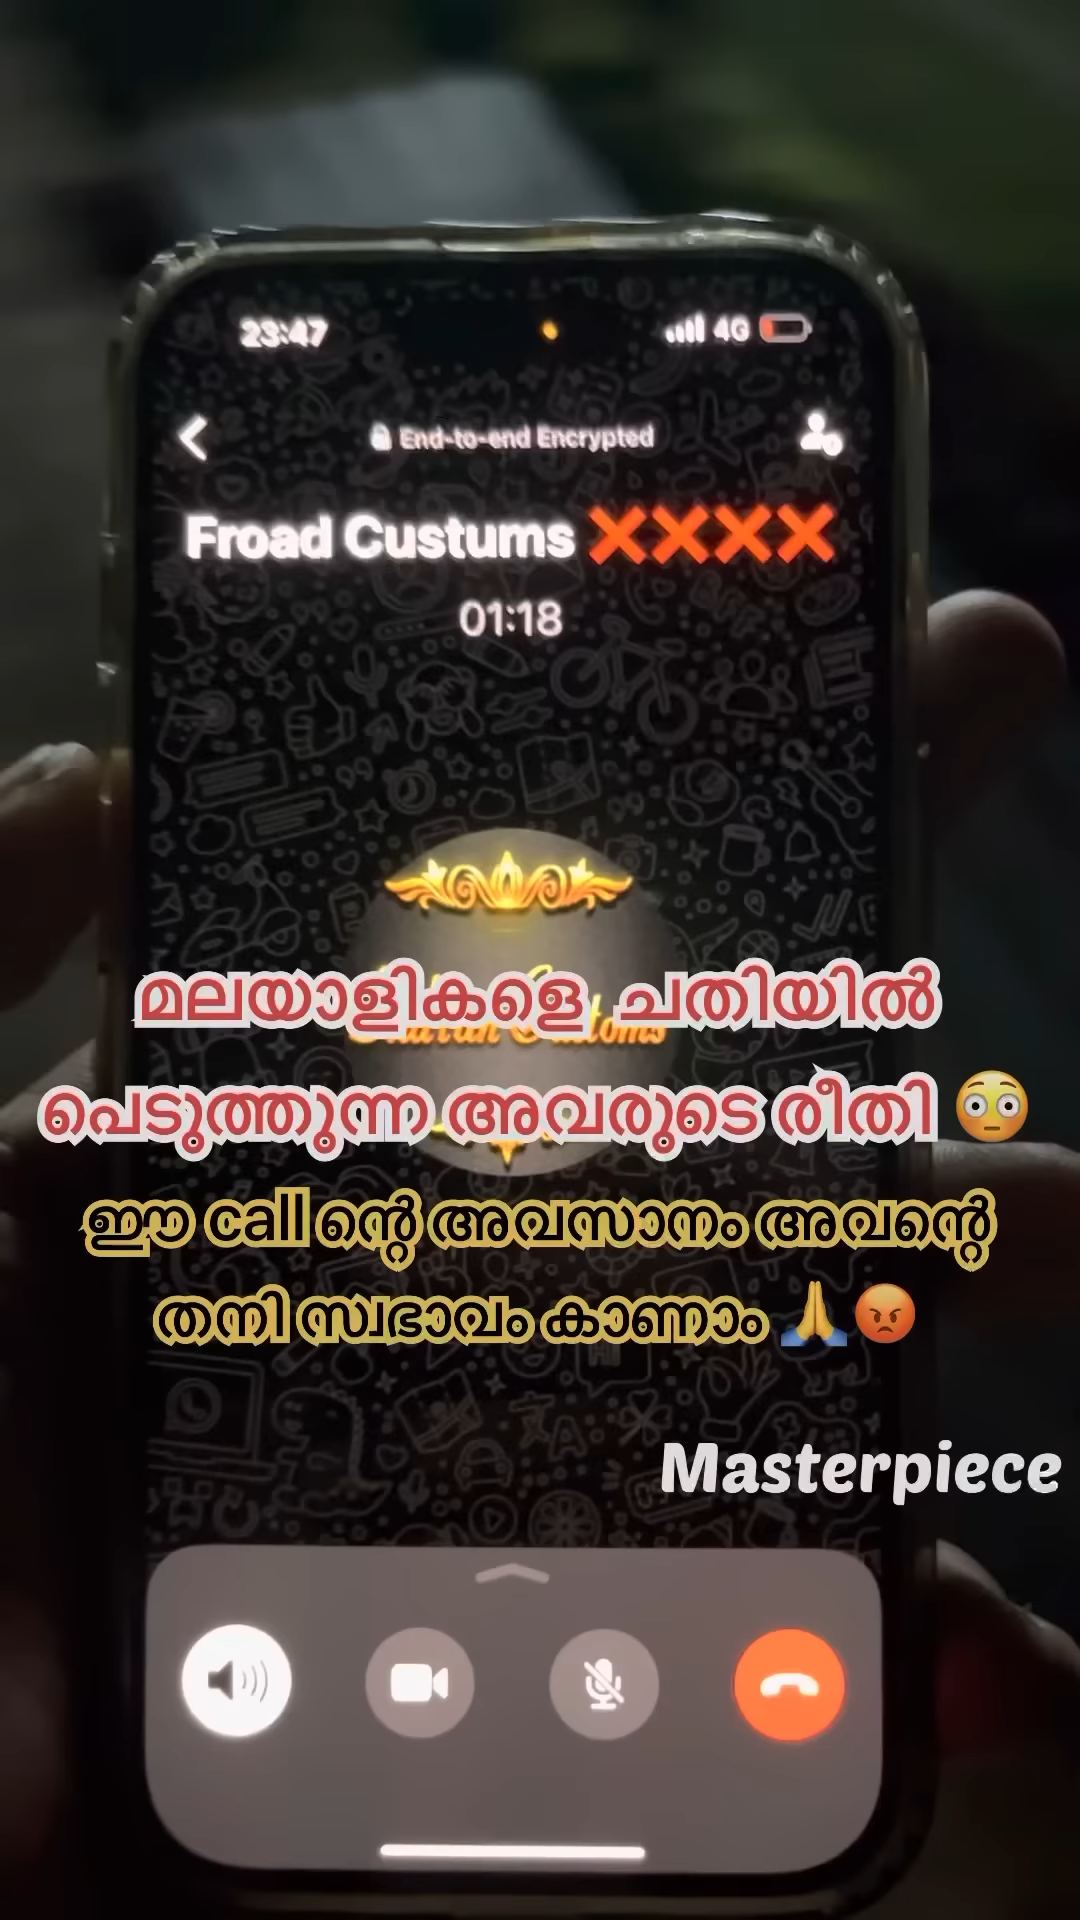 23:47
4G
End-to-end Encrypted
Froad Custums ❌❌❌❌
01:18
മലയാളികളെ ചതിയിൽ
പെടുത്തുന്ന അവരുടെ രീതി 😳
ഈ call ന്റെ അവസാനം അവന്റെ
തനി സ്വഭാവം കാണാം 🙏😡
Masterpiece